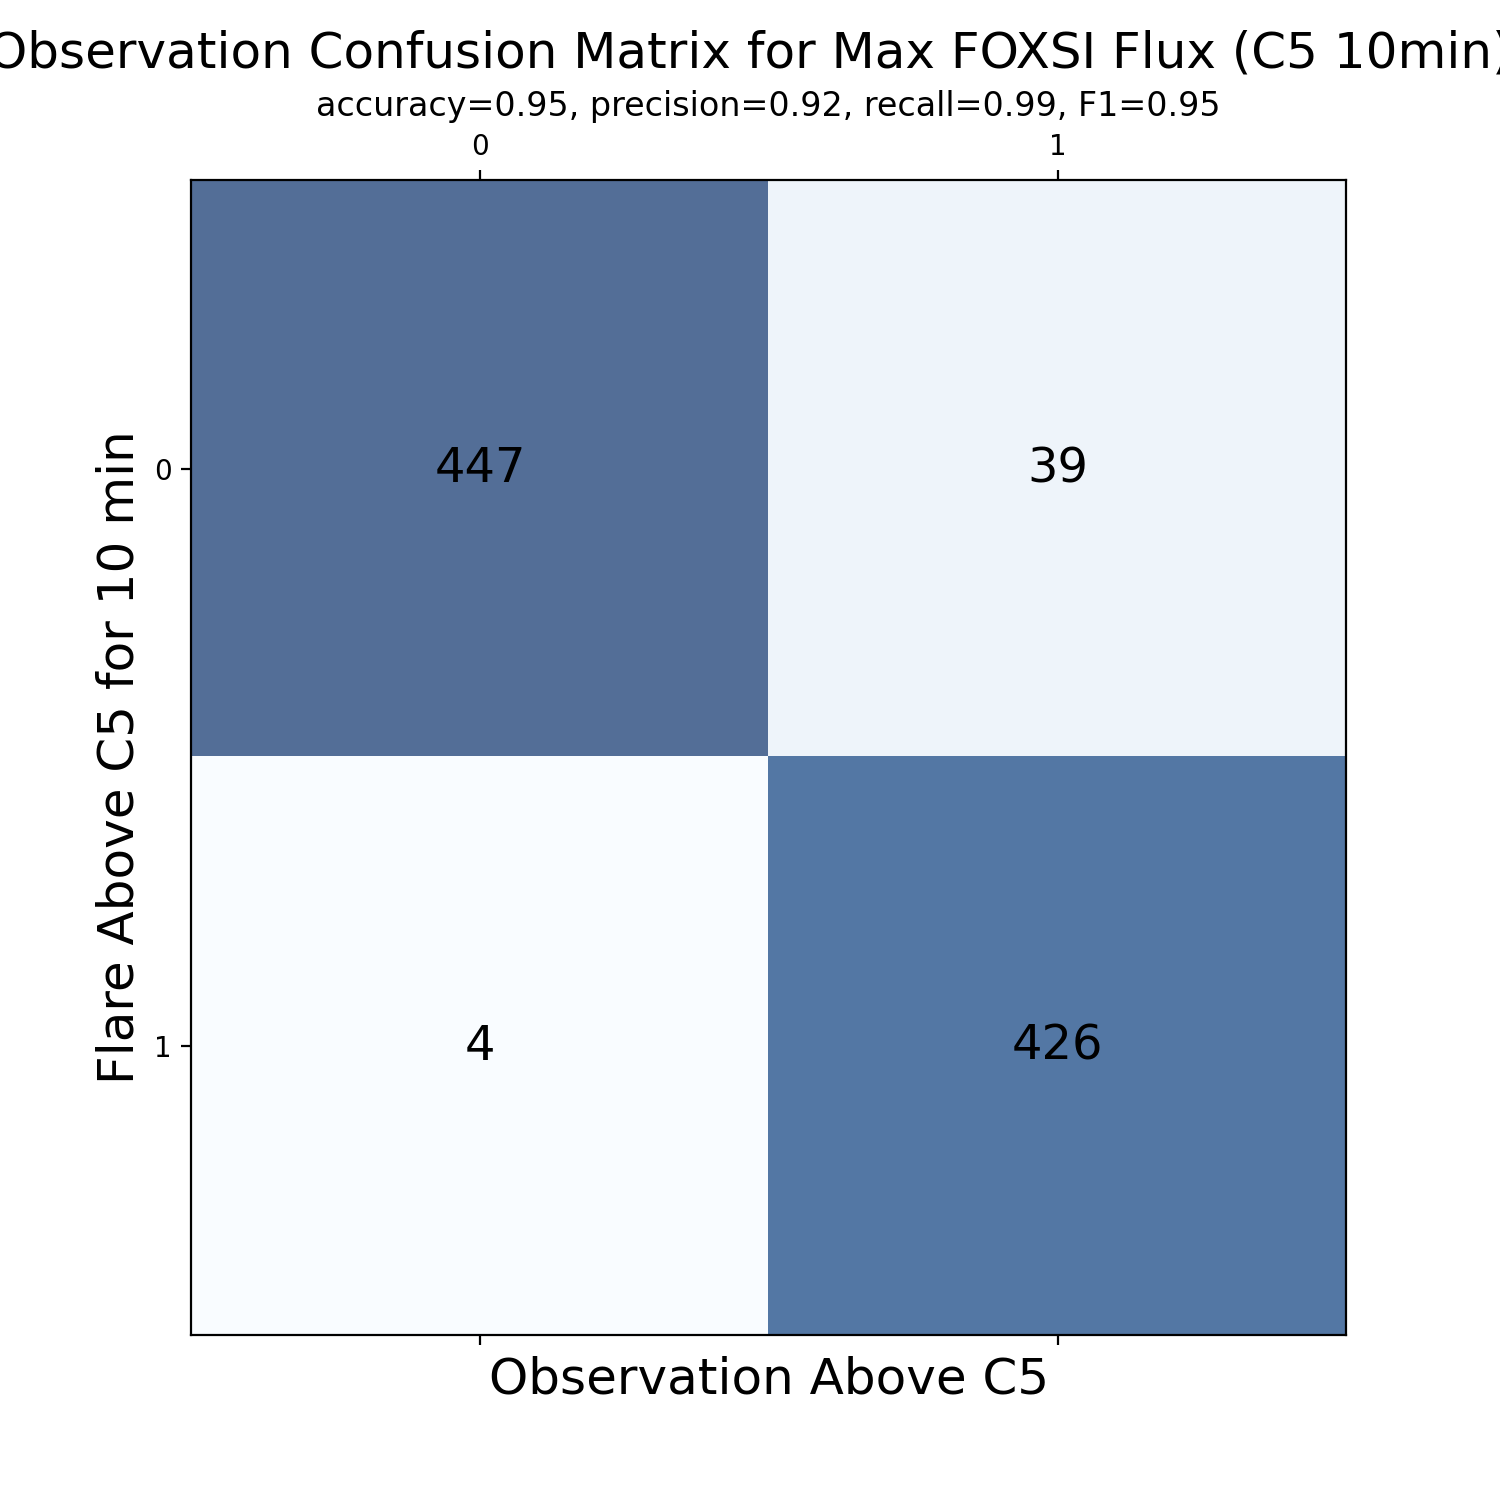 Observation Confusion Matrix for Max FOXSI Flux (C5 10min)
accuracy=0.95, precision=0.92, recall=0.99, F1=0.95
0 1
Flare Above C5 for 10 min
0
447 39
1
4 426
Observation Above C5